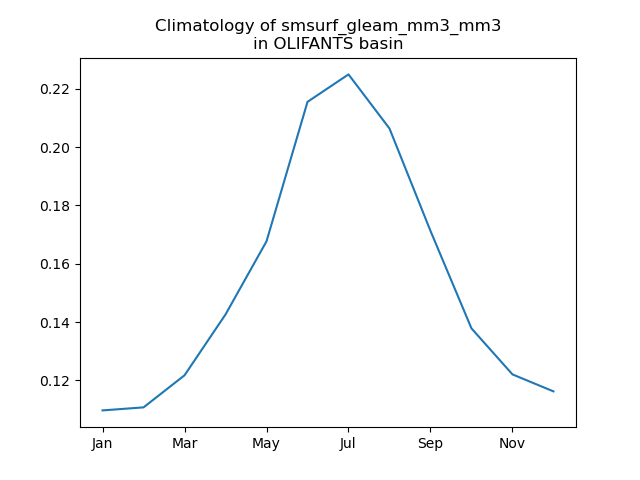 Climatology of smsurf_gleam_mm3_mm3
in OLIFANTS basin
0.22
0.20
0.18
0.16
0.14
0.12
Jan Mar May Jul Sep Nov